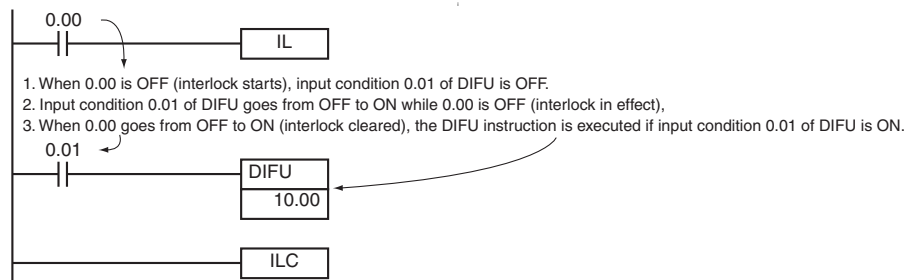 0.00
IL
1. When 0.00 is OFF (interlock starts), input condition 0.01 of DIFU is OFF.
2. Input condition 0.01 of DIFU goes from OFF to ON while 0.00 is OFF (interlock in effect),
3. When 0.00 goes from OFF to ON (interlock cleared), the DIFU instruction is executed if input condition 0.01 of DIFU is ON.
0.01
DIFU
10.00
ILC